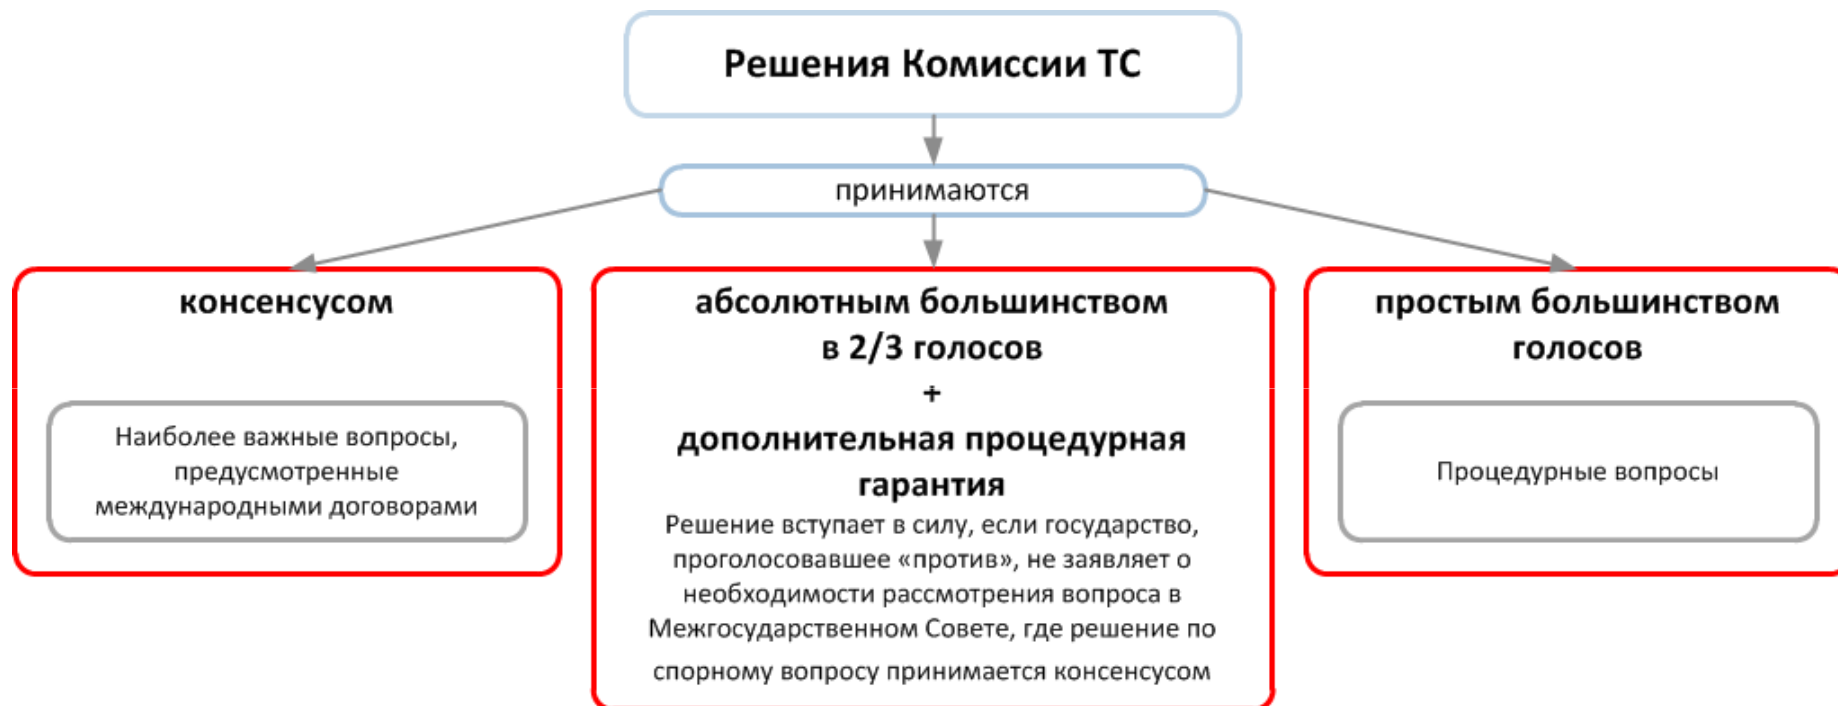 Решения Комиссии ТС
принимаются
консенсусом
Наиболее важные вопросы,
предусмотренные
международными договорами
абсолютным большинством
в 2/3 голосов
+
дополнительная процедурная
гарантия
Решение вступает в силу, если государство,
проголосовавшее «против», не заявляет о
необходимости рассмотрения вопроса в
Межгосударственном Совете, где решение по
спорному вопросу принимается консенсусом
простым большинством
голосов
Процедурные вопросы